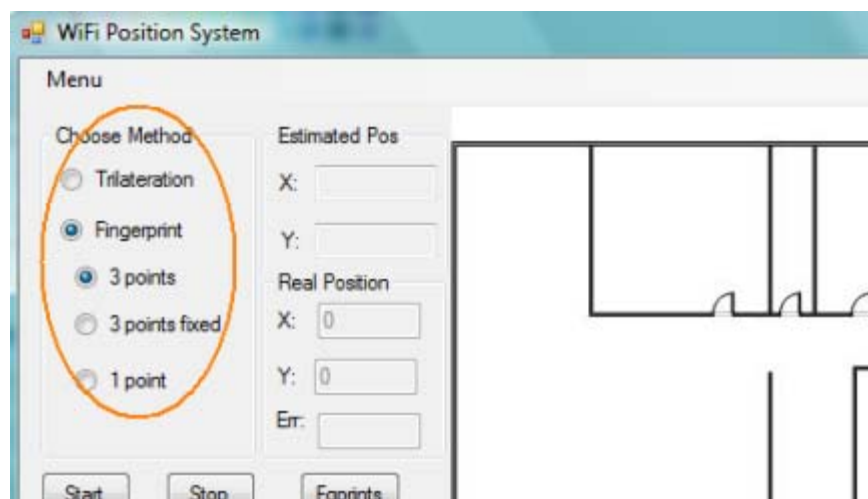 WiFi Position System
Menu
Choose Method
Trilateration
Fingerprint
3 points
3 points fixed
1 point
Estimated Pos
X:
Y:
Real Position
X: 0
Y: 0
Err:
Start Stop Fgprints